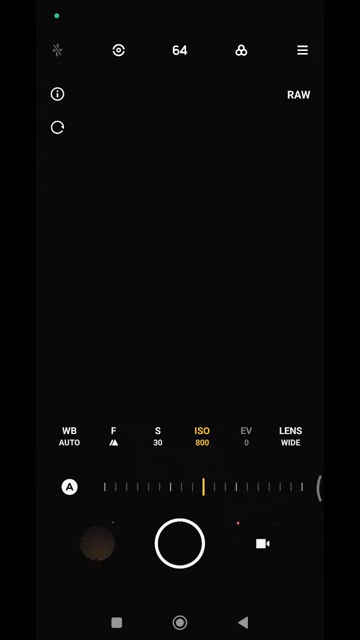 64
RAW
WB F S ISO EV LENS
AUTO 30 800 0 WIDE
A